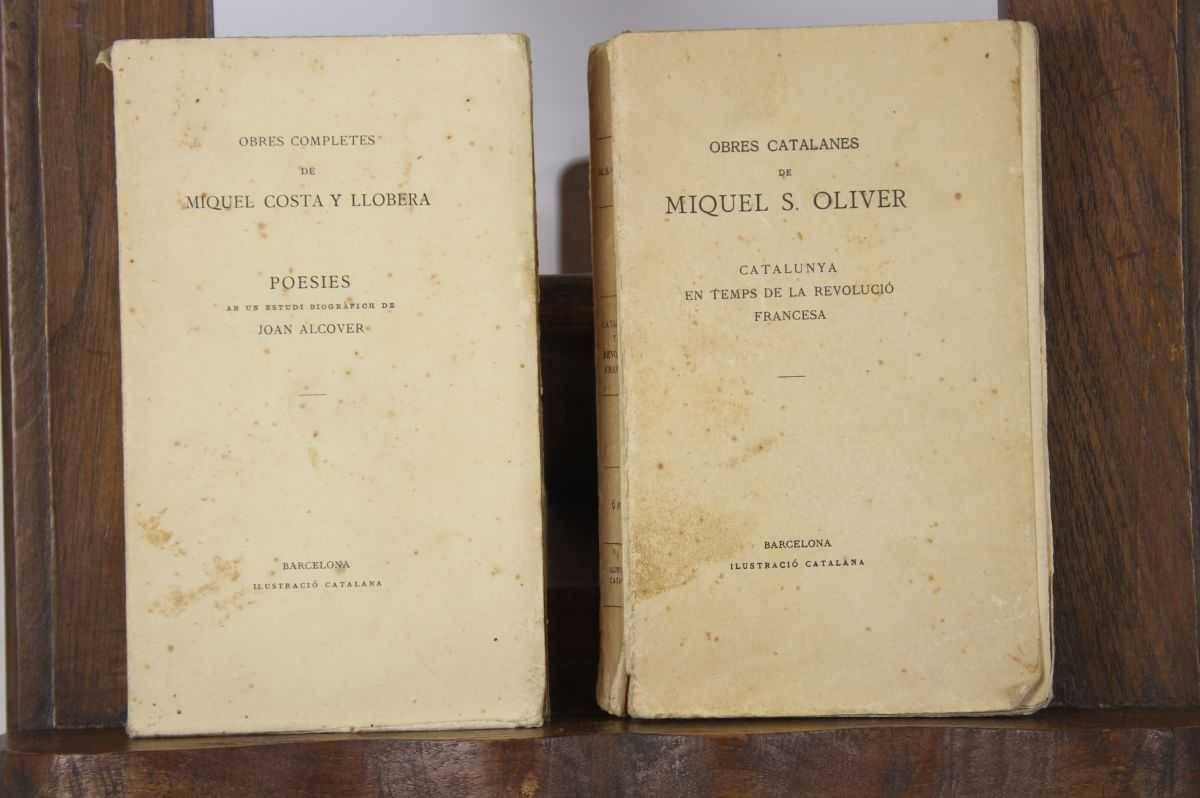 OBRES COMPLETES
DE
MIQUEL COSTA Y LLOBERA
POESIES
AB UN ESTUDI BIOGRÁFICH DE
JOAN ALCOVER
BARCELONA
ILUSTRACIÓ CATALANA
OBRES CATALANES
DE
MIQUEL S. OLIVER
CATALUNYA
EN TEMPS DE LA REVOLUCIÓ
FRANCESA
BARCELONA
ILUSTRACIÓ CATALANA